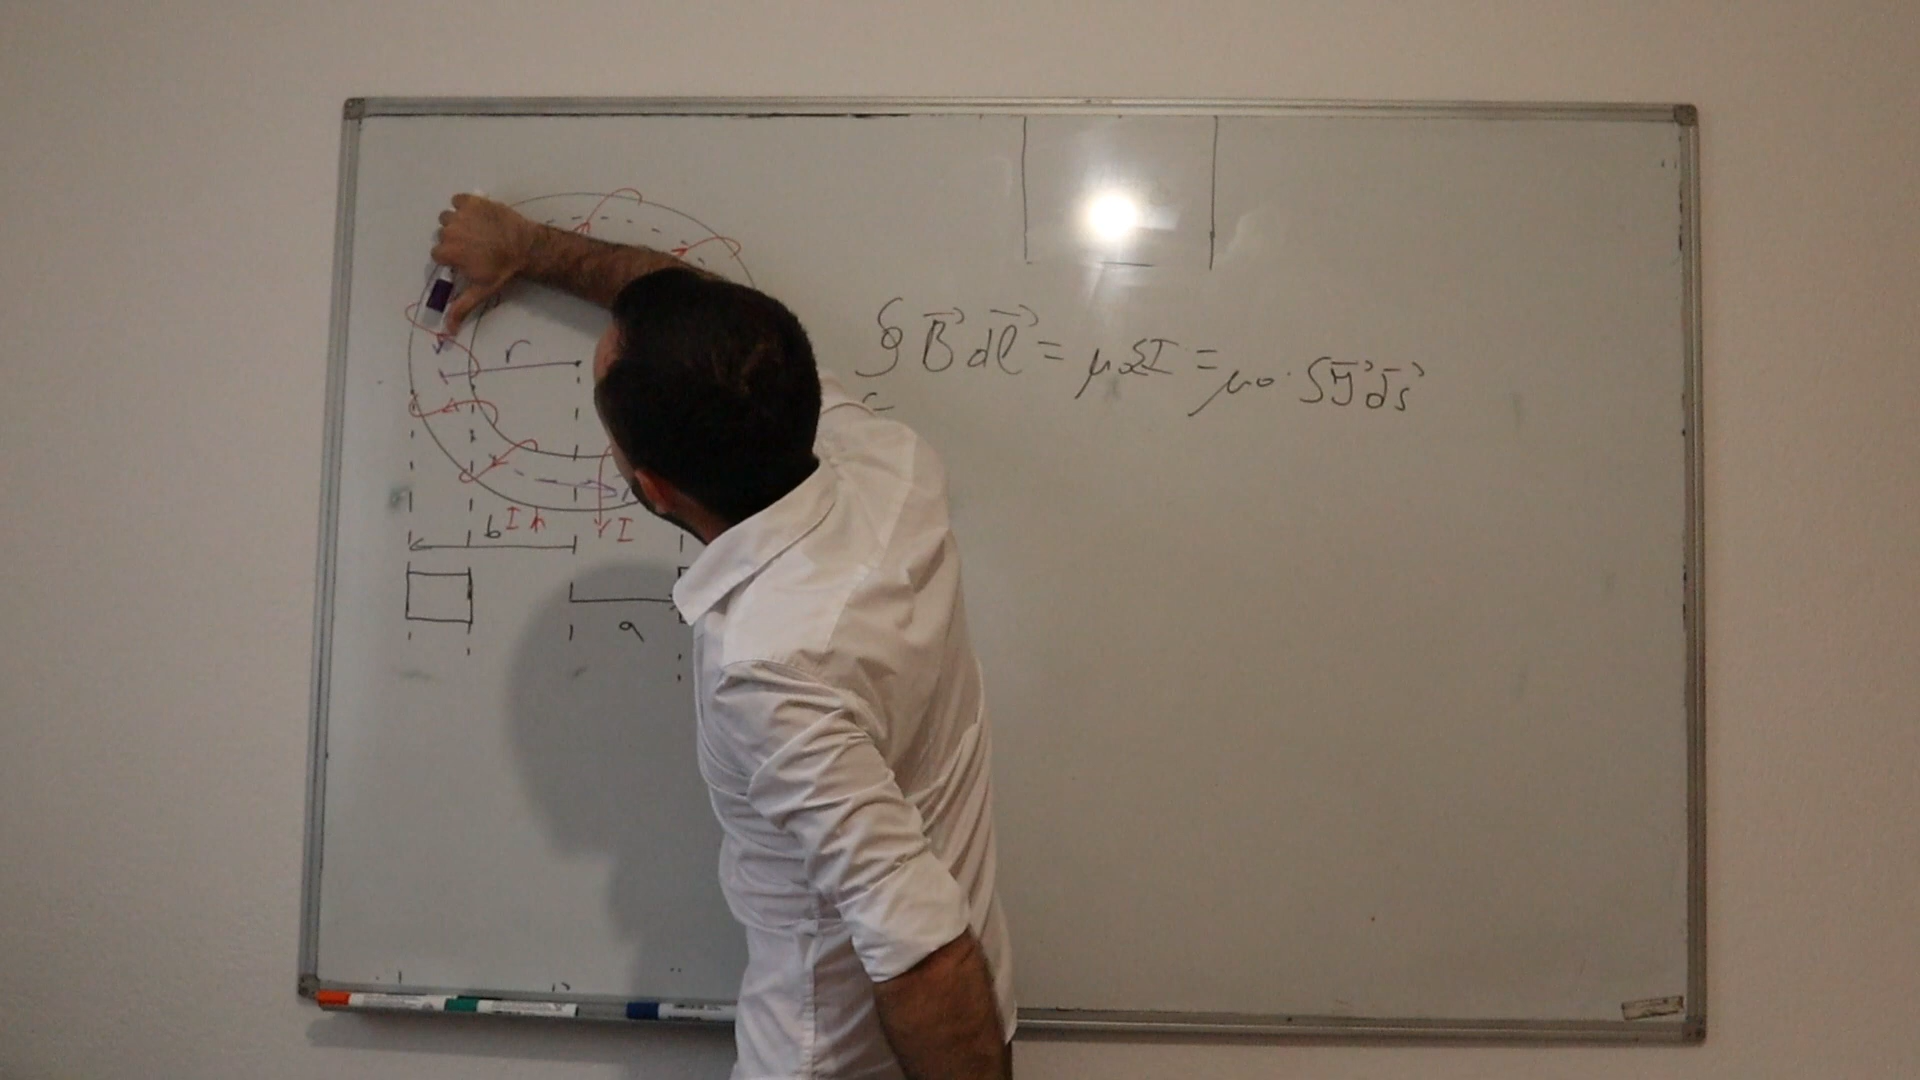 r
∮ B⃗ dl⃗ = μ₀ΣI = μ₀·∫J⃗ ds⃗
c
b I I
a